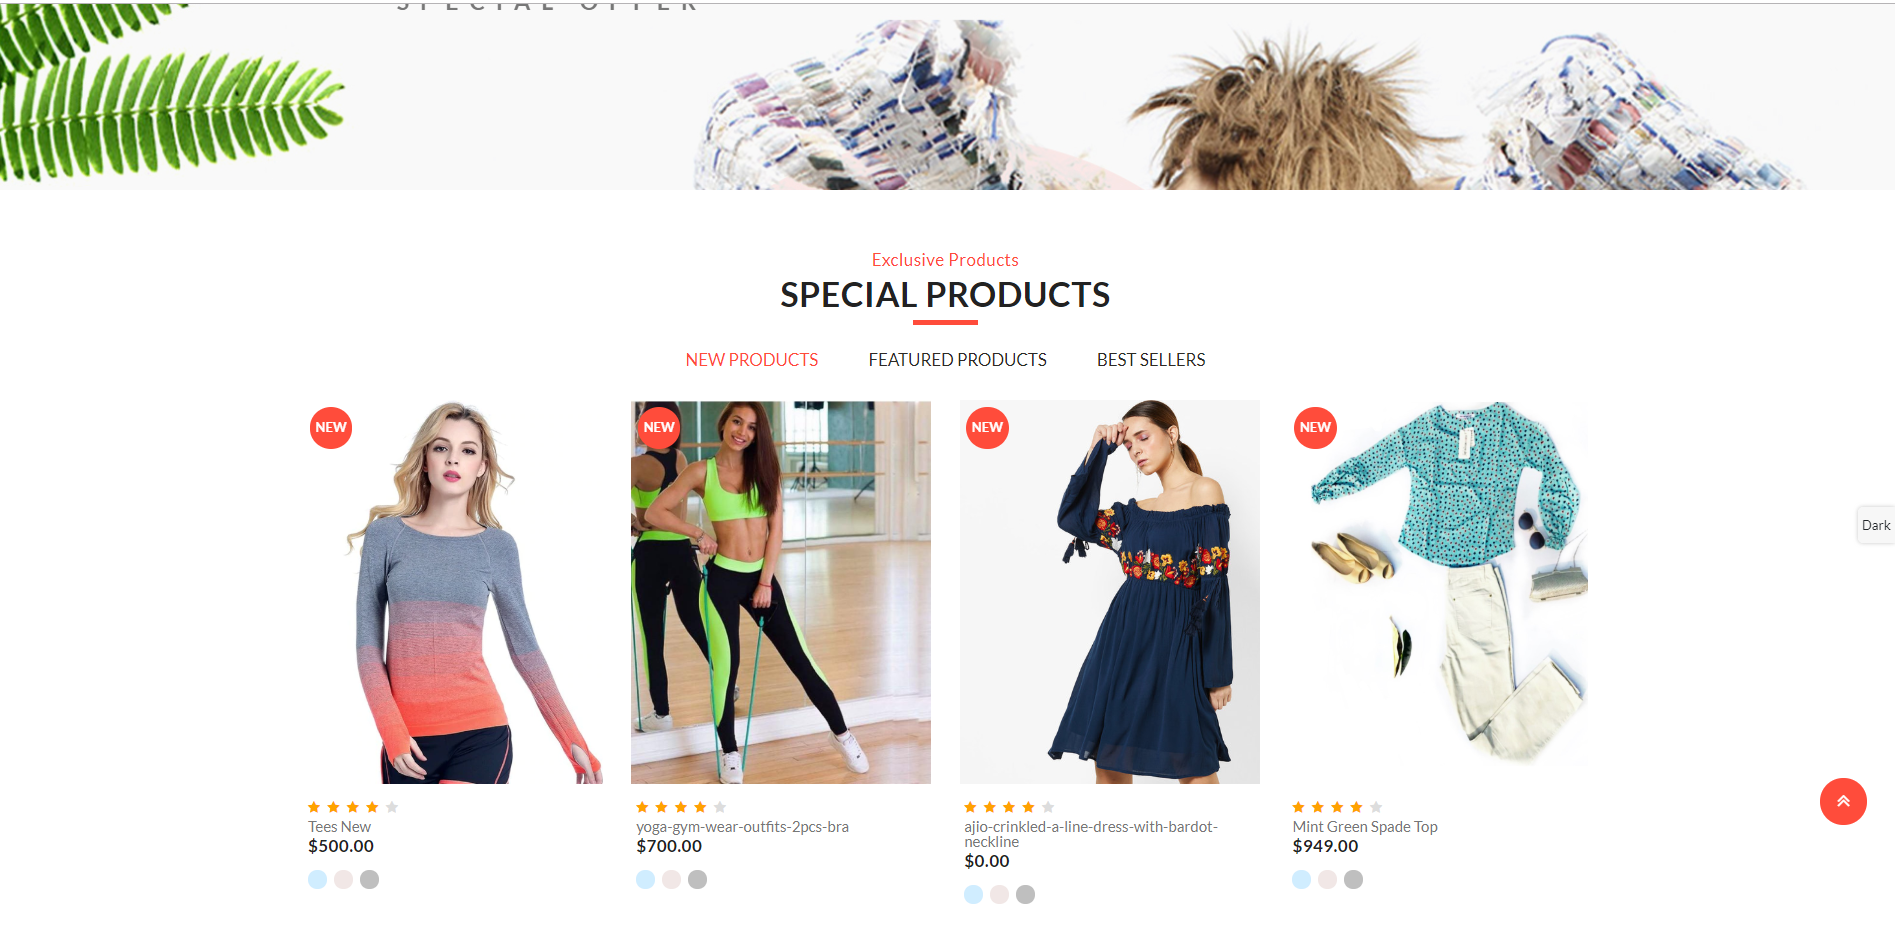 SPECIAL OFFER
Exclusive Products
SPECIAL PRODUCTS
NEW PRODUCTS FEATURED PRODUCTS BEST SELLERS
NEW NEW NEW NEW
Dark
Tees New
$500.00
yoga-gym-wear-outfits-2pcs-bra
$700.00
ajio-crinkled-a-line-dress-with-bardot-
neckline
$0.00
Mint Green Spade Top
$949.00